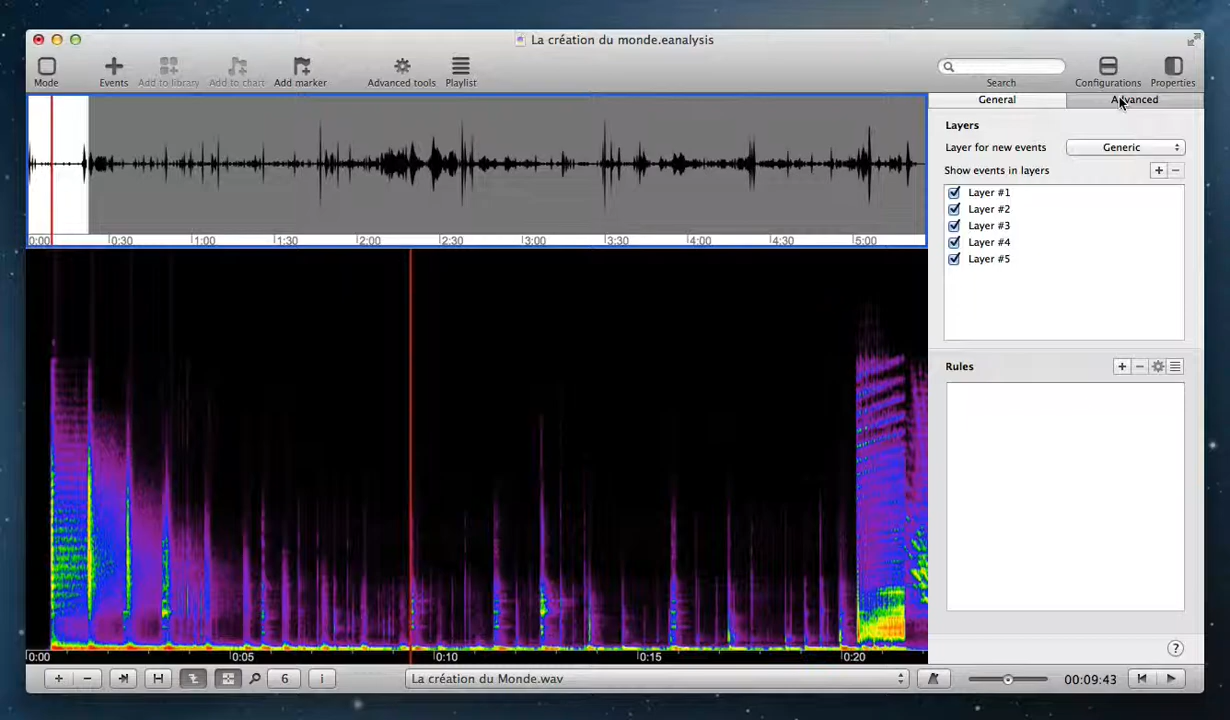 La création du monde.eanalysis
Mode
Events
Add to library
Add to chart
Add marker
Advanced tools
Playlist
Search
Configurations
Properties
General
Advanced
Layers
Layer for new events
Generic
Show events in layers
Layer #1
Layer #2
Layer #3
Layer #4
Layer #5
0:00 0:30 1:00 1:30 2:00 2:30 3:00 3:30 4:00 4:30 5:00
Rules
0:00 0:05 0:10 0:15 0:20
6
i
La création du Monde.wav
00:09:43
?